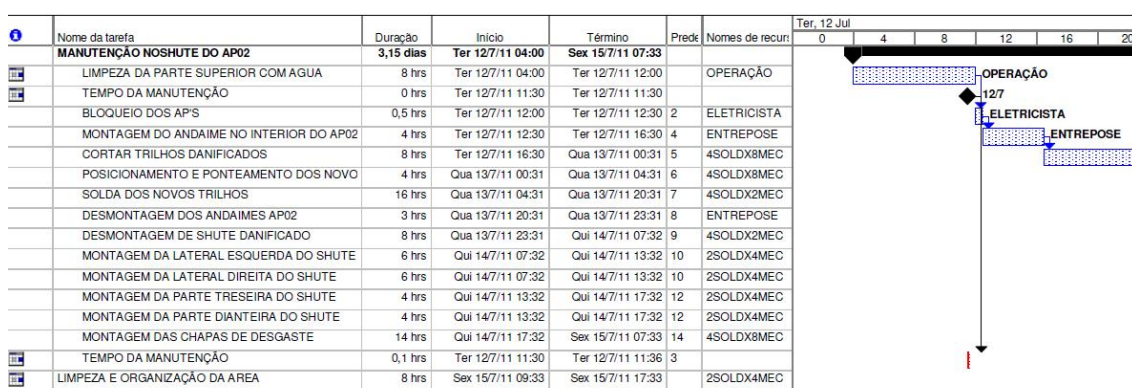 Ter, 12 Jul
Nome da tarefa Duração Início Término Prede Nomes de recur: 0 4 8 12 16 20
MANUTENÇÃO NOSHUTE DO AP02 3,15 dias Ter 12/7/11 04:00 Sex 15/7/11 07:33
LIMPEZA DA PARTE SUPERIOR COM AGUA 8 hrs Ter 12/7/11 04:00 Ter 12/7/11 12:00 OPERAÇÃO OPERAÇÃO
TEMPO DA MANUTENÇÃO 0 hrs Ter 12/7/11 11:30 Ter 12/7/11 11:30 12/7
BLOQUEIO DOS AP'S 0,5 hrs Ter 12/7/11 12:00 Ter 12/7/11 12:30 2 ELETRICISTA ELETRICISTA
MONTAGEM DO ANDAIME NO INTERIOR DO AP02 4 hrs Ter 12/7/11 12:30 Ter 12/7/11 16:30 4 ENTREPOSE ENTREPOSE
CORTAR TRILHOS DANIFICADOS 8 hrs Ter 12/7/11 16:30 Qua 13/7/11 00:31 5 4SOLDX8MEC
POSICIONAMENTO E PONTEAMENTO DOS NOVO 4 hrs Qua 13/7/11 00:31 Qua 13/7/11 04:31 6 4SOLDX8MEC
SOLDA DOS NOVOS TRILHOS 16 hrs Qua 13/7/11 04:31 Qua 13/7/11 20:31 7 4SOLDX2MEC
DESMONTAGEM DOS ANDAIMES AP02 3 hrs Qua 13/7/11 20:31 Qua 13/7/11 23:31 8 ENTREPOSE
DESMONTAGEM DE SHUTE DANIFICADO 8 hrs Qua 13/7/11 23:31 Qui 14/7/11 07:32 9 4SOLDX2MEC
MONTAGEM DA LATERAL ESQUERDA DO SHUTE 6 hrs Qui 14/7/11 07:32 Qui 14/7/11 13:32 10 2SOLDX4MEC
MONTAGEM DA LATERAL DIREITA DO SHUTE 6 hrs Qui 14/7/11 07:32 Qui 14/7/11 13:32 10 2SOLDX4MEC
MONTAGEM DA PARTE TRESEIRA DO SHUTE 4 hrs Qui 14/7/11 13:32 Qui 14/7/11 17:32 12 2SOLDX4MEC
MONTAGEM DA PARTE DIANTEIRA DO SHUTE 4 hrs Qui 14/7/11 13:32 Qui 14/7/11 17:32 12 2SOLDX4MEC
MONTAGEM DAS CHAPAS DE DESGASTE 14 hrs Qui 14/7/11 17:32 Sex 15/7/11 07:33 14 4SOLDX8MEC
TEMPO DA MANUTENÇÃO 0,1 hrs Ter 12/7/11 11:30 Ter 12/7/11 11:36 3
LIMPEZA E ORGANIZAÇÃO DA AREA 8 hrs Sex 15/7/11 09:33 Sex 15/7/11 17:33 2SOLDX4MEC